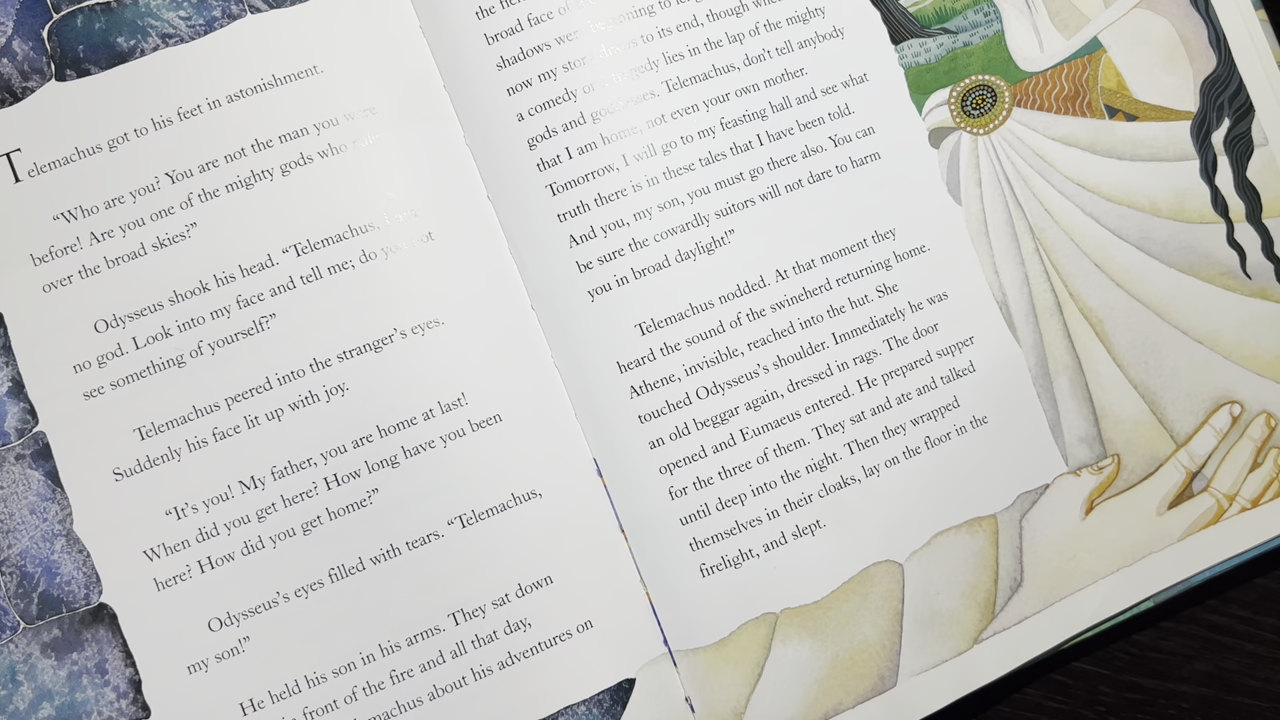 Telemachus got to his feet in astonishment.
“Who are you? You are not the man you were
before! Are you one of the mighty gods who
over the broad skies?”
Odysseus shook his head. “Telemachus, I am
no god. Look into my face and tell me; do you not
see something of yourself?”
Telemachus peered into the stranger’s eyes.
Suddenly his face lit up with joy.
“It’s you! My father, you are home at last!
When did you get here? How long have you been
here? How did you get home?”
Odysseus’s eyes filled with tears. “Telemachus,
my son!”
He held his son in his arms. They sat down
front of the fire and all that day,
about his adventures on
the
broad face of
shadows were beginning to
now my story draws to its end, though
a comedy or tragedy lies in the lap of the mighty
gods and goddesses. Telemachus, don’t tell anybody
that I am home, not even your own mother.
Tomorrow, I will go to my feasting hall and see what
truth there is in these tales that I have been told.
And you, my son, you must go there also. You can
be sure the cowardly suitors will not dare to harm
you in broad daylight!”
Telemachus nodded. At that moment they
heard the sound of the swineherd returning home.
Athene, invisible, reached into the hut. She
touched Odysseus’s shoulder. Immediately he was
an old beggar again, dressed in rags. The door
opened and Eumaeus entered. He prepared supper
for the three of them. They sat and ate and talked
until deep into the night. Then they wrapped
themselves in their cloaks, lay on the floor in the
firelight, and slept.